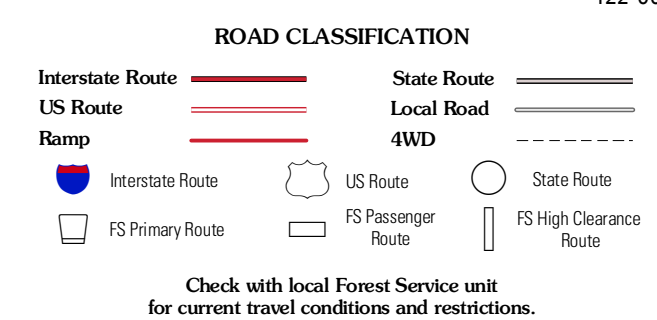 ROAD CLASSIFICATION
Interstate Route
State Route
US Route
Local Road
Ramp
4WD
Interstate Route
US Route
State Route
FS Primary Route
FS Passenger
Route
FS High Clearance
Route
Check with local Forest Service unit
for current travel conditions and restrictions.